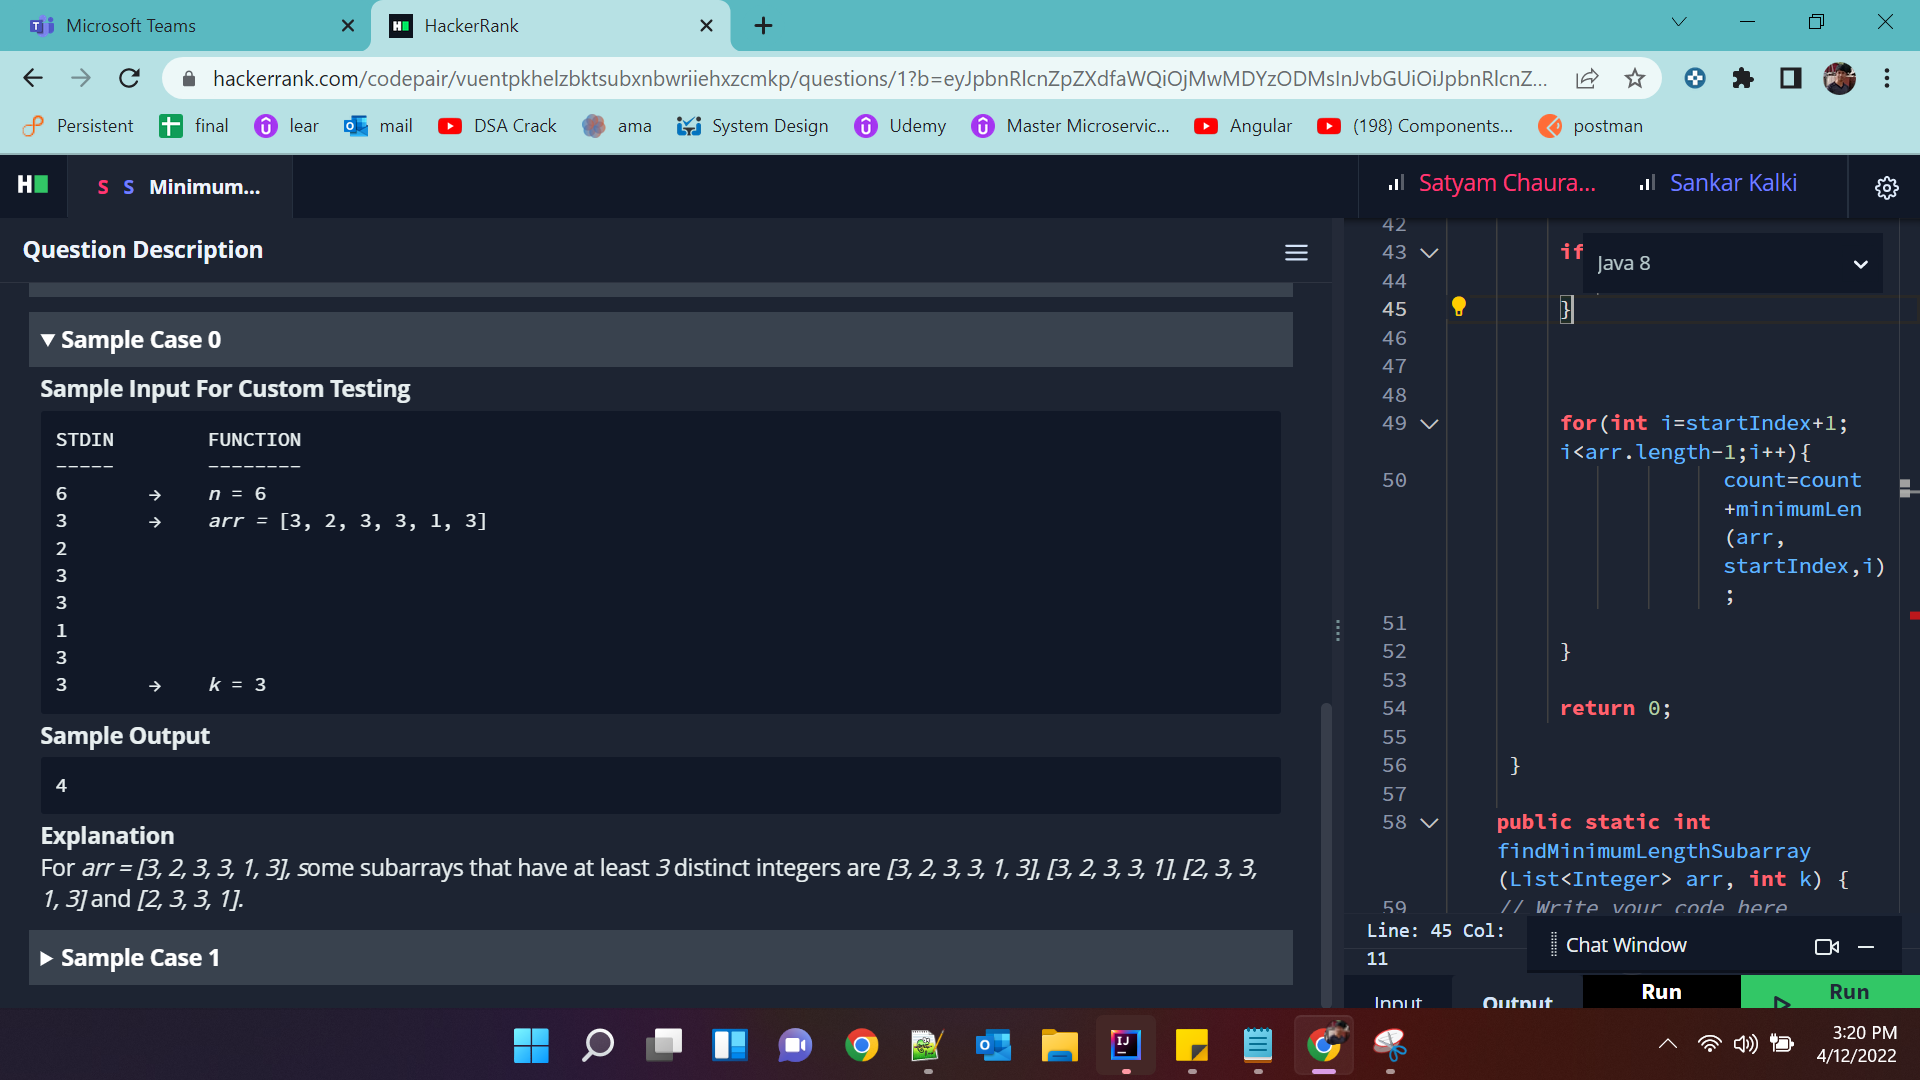 Microsoft Teams
HackerRank
hackerrank.com/codepair/vuentpkhelzbktsubxnbwriiehxzcmkp/questions/1?b=eyJpbnRlcnZpZXdfaWQiOjMwMDYzODMsInJvbGUiOiJpbnRlcnZ...
Persistent
final
lear
mail
DSA Crack
ama
System Design
Udemy
Master Microservic...
Angular
(198) Components...
postman
S S Minimum...
Satyam Chaura...
Sankar Kalki
Question Description
Sample Case 0
Sample Input For Custom Testing
STDIN FUNCTION
----- --------
6 → n = 6
3 → arr = [3, 2, 3, 3, 1, 3]
2
3
3
1
3
3 → k = 3
Sample Output
4
Explanation
For arr = [3, 2, 3, 3, 1, 3], some subarrays that have at least 3 distinct integers are [3, 2, 3, 3, 1, 3], [3, 2, 3, 3, 1], [2, 3, 3,
1, 3] and [2, 3, 3, 1].
Sample Case 1
42
43 if
Java 8
44
45 }
46
47
48
49 for(int i=startIndex+1;
i<arr.length-1;i++){
50 count=count
+minimumLen
(arr,
startIndex,i)
;
51
52 }
53
54 return 0;
55
56 }
57
58 public static int
findMinimumLengthSubarray
(List<Integer> arr, int k) {
59 // Write your code here
Line: 45 Col:
11
Chat Window
Input
Output
Run
Run
3:20 PM
4/12/2022